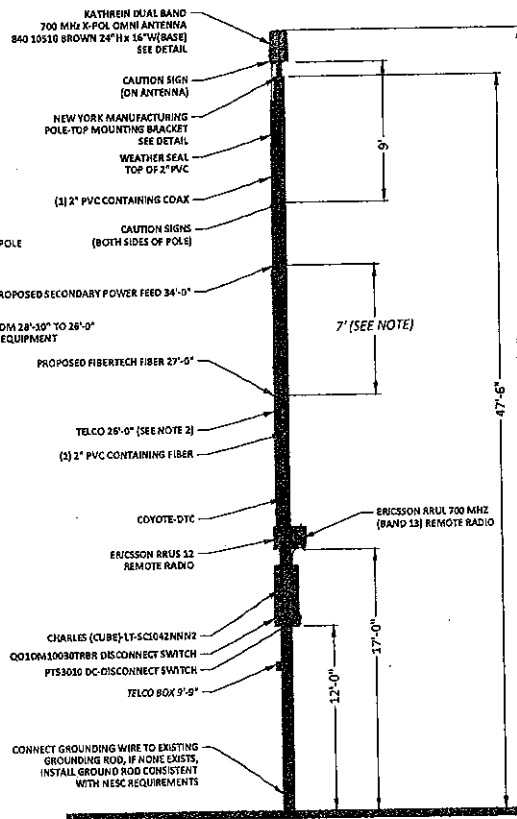 KATHREIN DUAL BAND
700 MHz X-POL OMNI ANTENNA
840 10510 BROWN 24"H x 16"W(BASE)
SEE DETAIL
CAUTION SIGN
(ON ANTENNA)
NEW YORK MANUFACTURING
POLE-TOP MOUNTING BRACKET
SEE DETAIL
WEATHER SEAL
TOP OF 2" PVC
9'
(1) 2" PVC CONTAINING COAX
CAUTION SIGNS
(BOTH SIDES OF POLE)
POLE
ROPOSED SECONDARY POWER FEED 34'-0"
OM 28'-10" TO 26'-0"
EQUIPMENT
7' (SEE NOTE)
47'-6"
PROPOSED FIBERTECH FIBER 27'-0"
TELCO 26'-0" (SEE NOTE 2)
(1) 2" PVC CONTAINING FIBER
COYOTE-DTC
ERICSSON RRUL 700 MHZ
(BAND 13) REMOTE RADIO
ERICSSON RRUS 12
REMOTE RADIO
CHARLES (CUBE)-LT-SC1042NNN2
QO1DM10030TRBR DISCONNECT SWITCH
PTS3010 DC-DISCONNECT SWITCH
TELCO BOX 9'-9"
17'-0"
12'-0"
CONNECT GROUNDING WIRE TO EXISTING
GROUNDING ROD, IF NONE EXISTS,
INSTALL GROUND ROD CONSISTENT
WITH NESC REQUIREMENTS